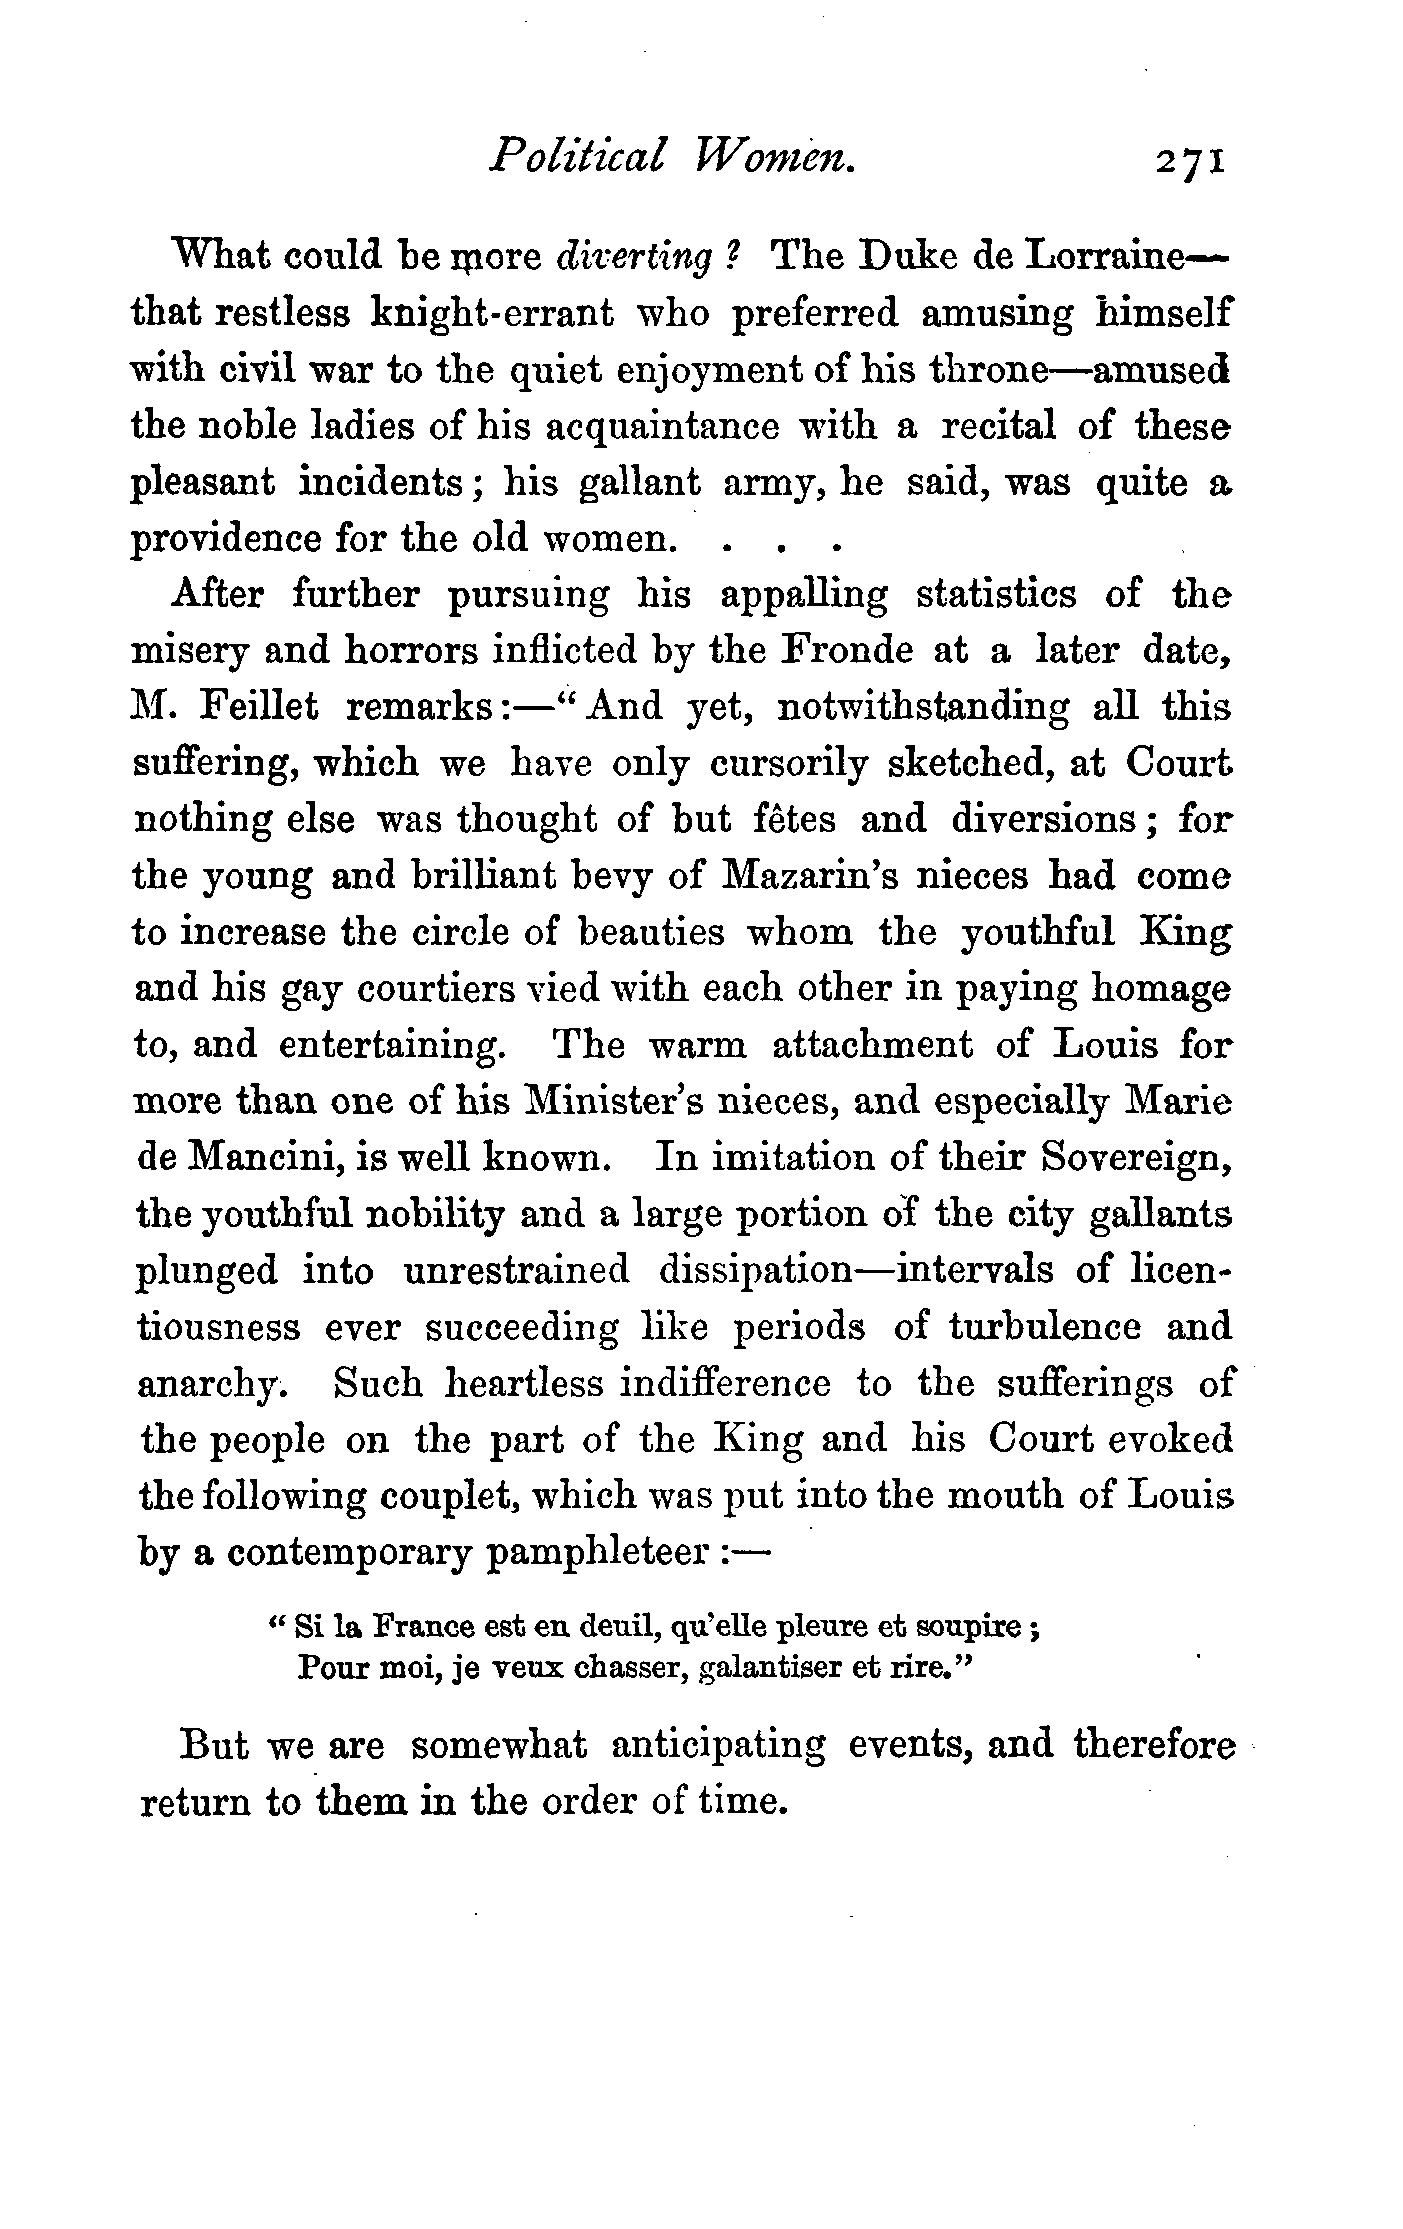 Political Women. 271
What could be more diverting ? The Duke de Lorraine—
that restless knight-errant who preferred amusing himself
with civil war to the quiet enjoyment of his throne—amused
the noble ladies of his acquaintance with a recital of these
pleasant incidents ; his gallant army, he said, was quite a
providence for the old women. . . .
After further pursuing his appalling statistics of the
misery and horrors inflicted by the Fronde at a later date,
M. Feillet remarks :—“ And yet, notwithstanding all this
suffering, which we have only cursorily sketched, at Court
nothing else was thought of but fêtes and diversions ; for
the young and brilliant bevy of Mazarin’s nieces had come
to increase the circle of beauties whom the youthful King
and his gay courtiers vied with each other in paying homage
to, and entertaining. The warm attachment of Louis for
more than one of his Minister’s nieces, and especially Marie
de Mancini, is well known. In imitation of their Sovereign,
the youthful nobility and a large portion of the city gallants
plunged into unrestrained dissipation—intervals of licen-
tiousness ever succeeding like periods of turbulence and
anarchy. Such heartless indifference to the sufferings of
the people on the part of the King and his Court evoked
the following couplet, which was put into the mouth of Louis
by a contemporary pamphleteer :—
“ Si la France est en deuil, qu’elle pleure et soupire ;
Pour moi, je veux chasser, galantiser et rire.”
But we are somewhat anticipating events, and therefore
return to them in the order of time.